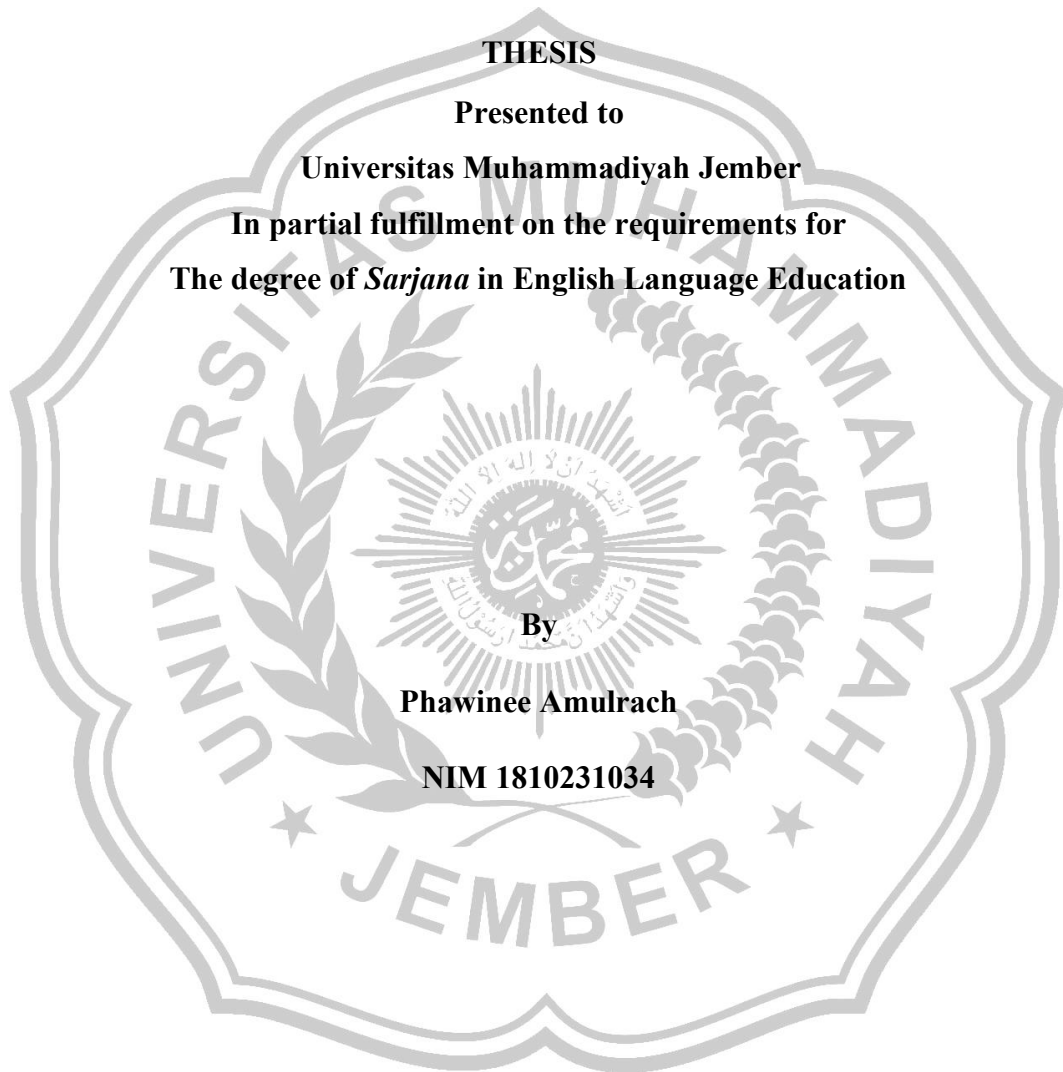 THESIS
Presented to
Universitas Muhammadiyah Jember
In partial fulfillment on the requirements for
The degree of Sarjana in English Language Education
UNIVERSITAS MUHAMMADIYAH
By
Phawinee Amulrach
NIM 1810231034
JEMBER